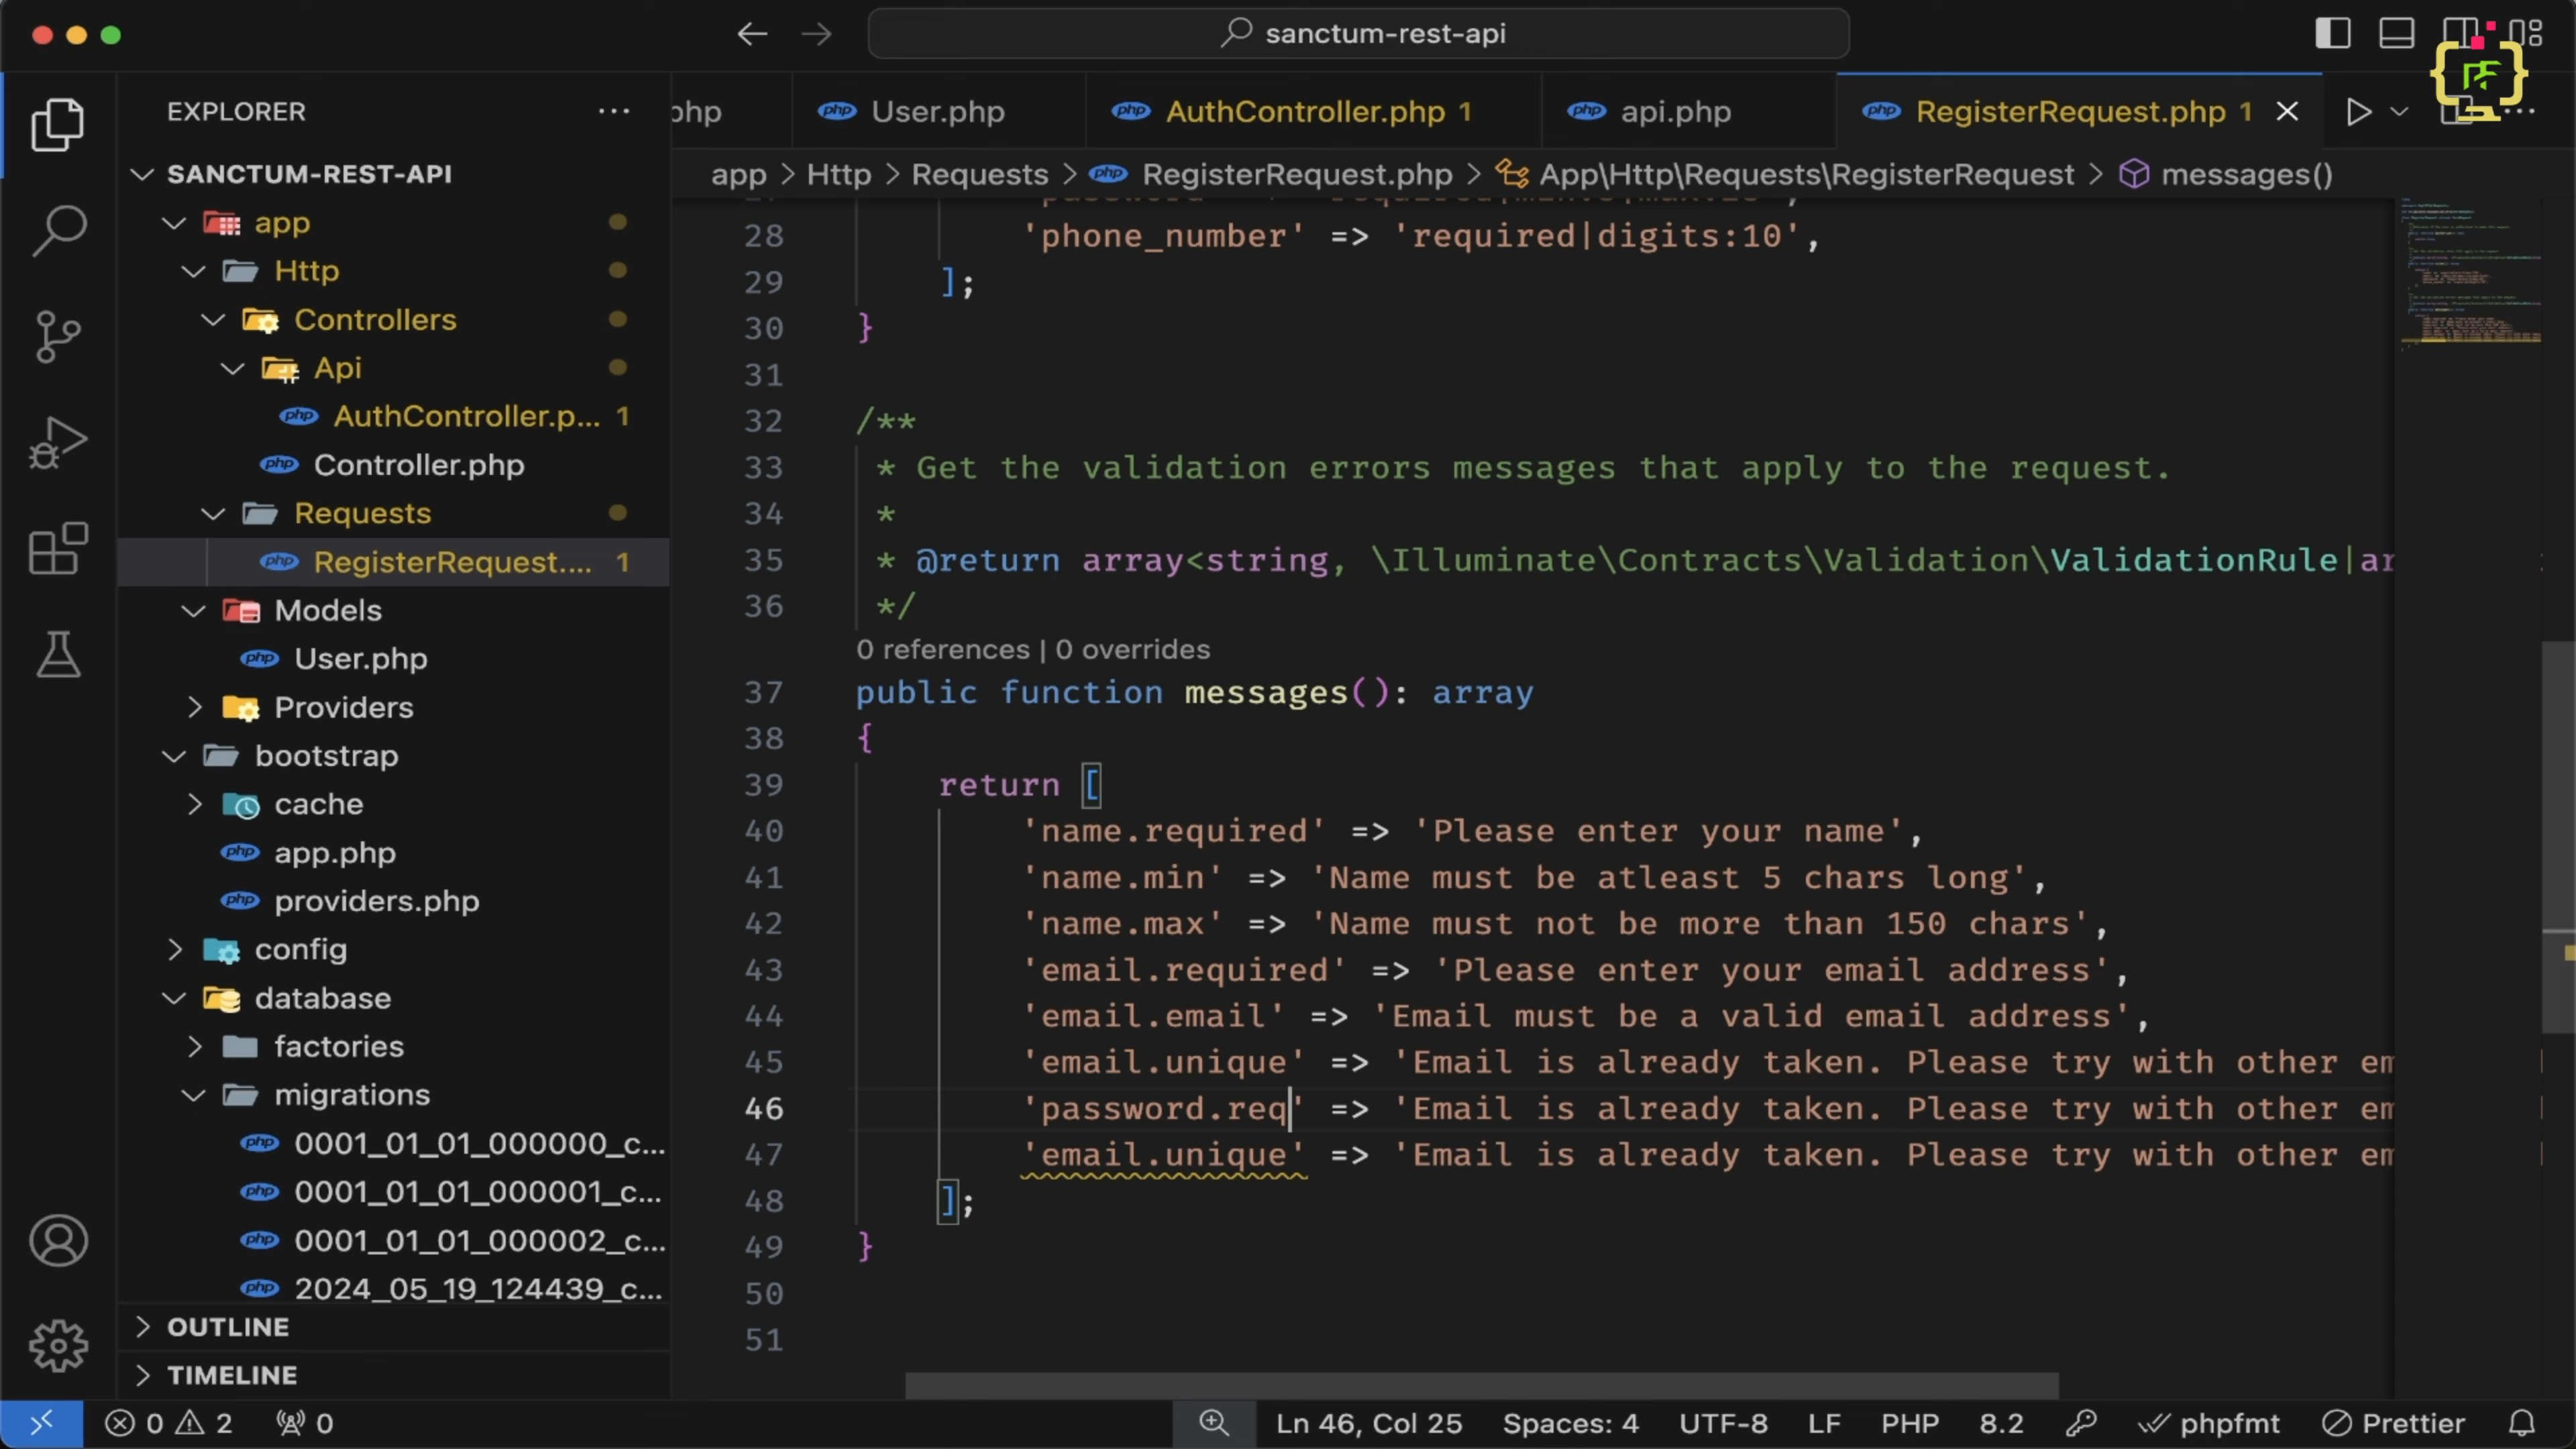 sanctum-rest-api
EXPLORER
SANCTUM-REST-API
app
Http
Controllers
Api
AuthController.p... 1
Controller.php
Requests
RegisterRequest.... 1
Models
User.php
Providers
bootstrap
cache
app.php
providers.php
config
database
factories
migrations
0001_01_01_000000_c...
0001_01_01_000001_c...
0001_01_01_000002_c...
2024_05_19_124439_c...
OUTLINE
TIMELINE
php User.php AuthController.php 1 api.php RegisterRequest.php 1
app > Http > Requests > RegisterRequest.php > App\Http\Requests\RegisterRequest > messages()
28 'phone_number' => 'required|digits:10',
29 ];
30 }
31
32 /**
33 * Get the validation errors messages that apply to the request.
34 *
35 * @return array<string, \Illuminate\Contracts\Validation\ValidationRule|ar
36 */
0 references | 0 overrides
37 public function messages(): array
38 {
39 return [
40 'name.required' => 'Please enter your name',
41 'name.min' => 'Name must be atleast 5 chars long',
42 'name.max' => 'Name must not be more than 150 chars',
43 'email.required' => 'Please enter your email address',
44 'email.email' => 'Email must be a valid email address',
45 'email.unique' => 'Email is already taken. Please try with other em
46 'password.req' => 'Email is already taken. Please try with other em
47 'email.unique' => 'Email is already taken. Please try with other em
48 ];
49 }
50
51
0 2 0 Ln 46, Col 25 Spaces: 4 UTF-8 LF PHP 8.2 phpfmt Prettier